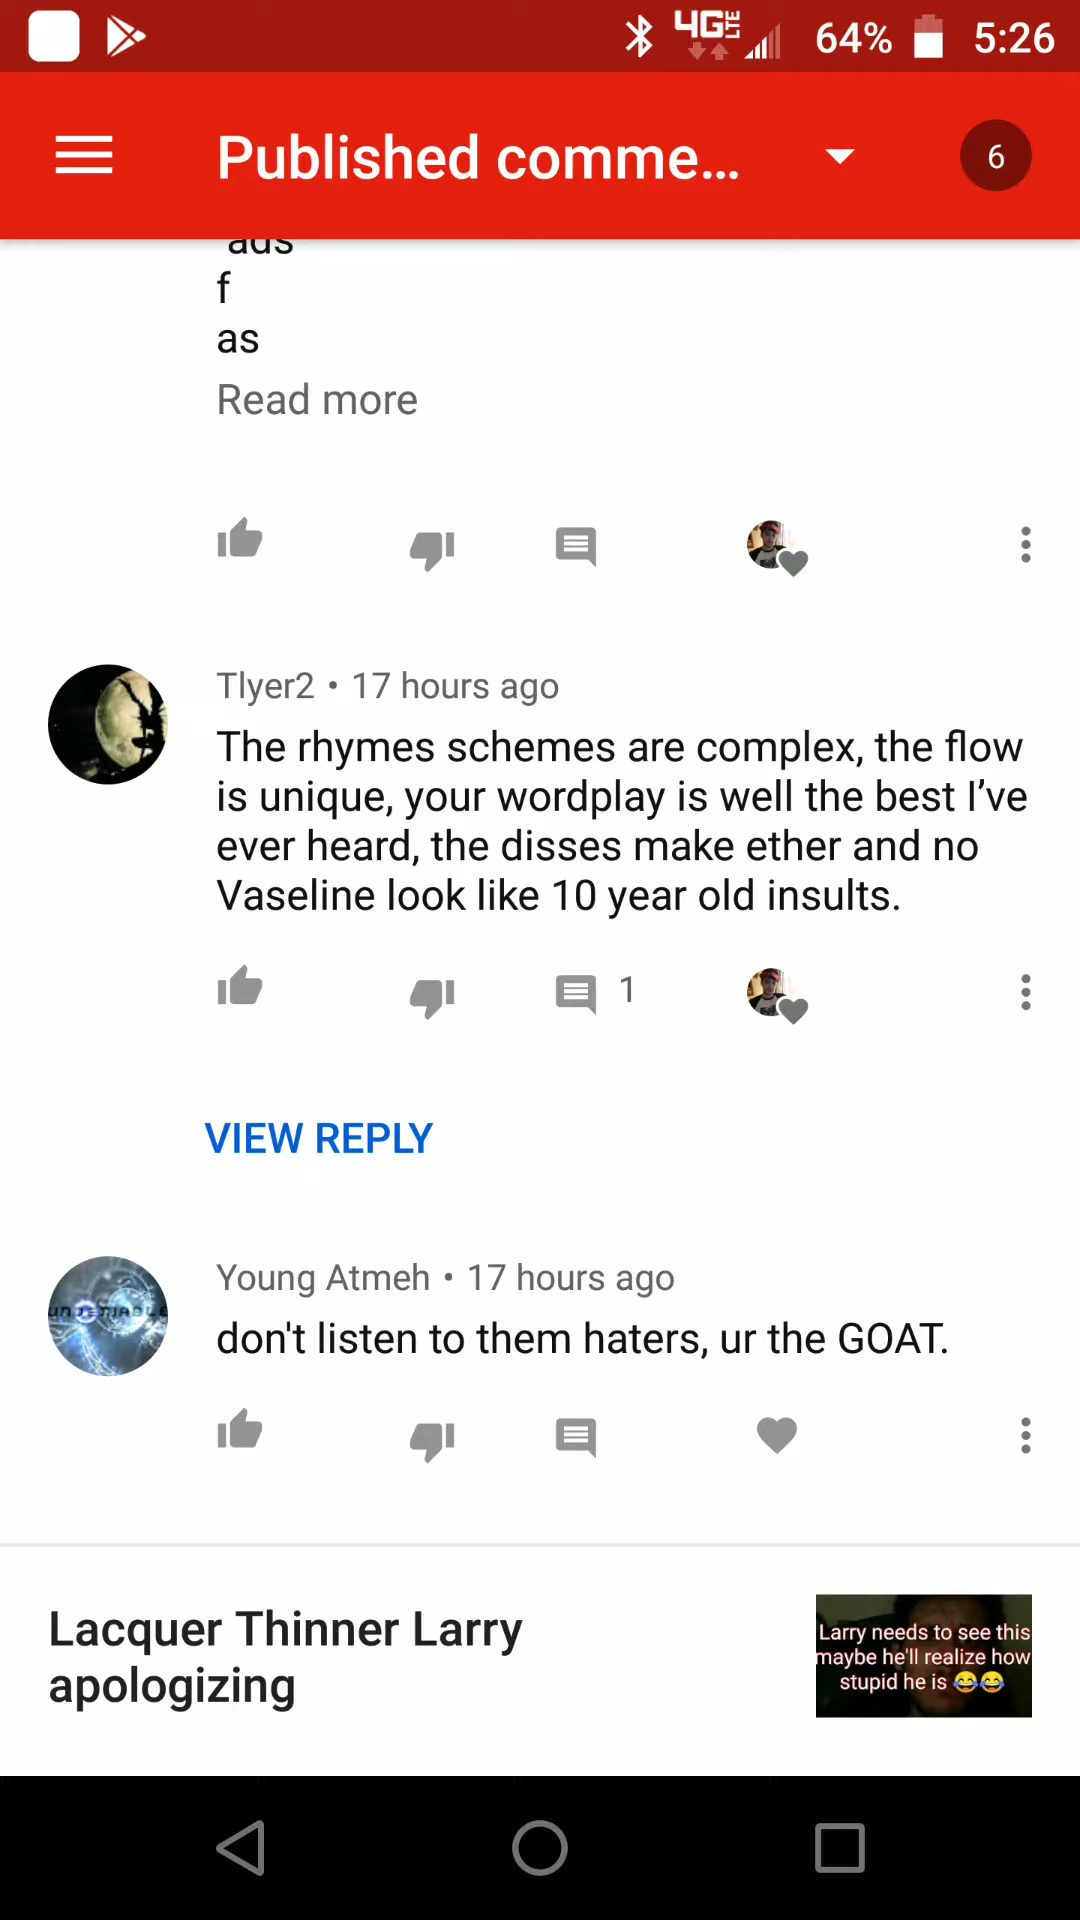 4G LTE 64% 5:26
Published comme... 6
ads
f
as
Read more
Tlyer2 • 17 hours ago
The rhymes schemes are complex, the flow
is unique, your wordplay is well the best I’ve
ever heard, the disses make ether and no
Vaseline look like 10 year old insults.
1
VIEW REPLY
Young Atmeh • 17 hours ago
UNDENIABLE
don't listen to them haters, ur the GOAT.
Lacquer Thinner Larry
apologizing
Larry needs to see this
maybe he'll realize how
stupid he is 😂😂